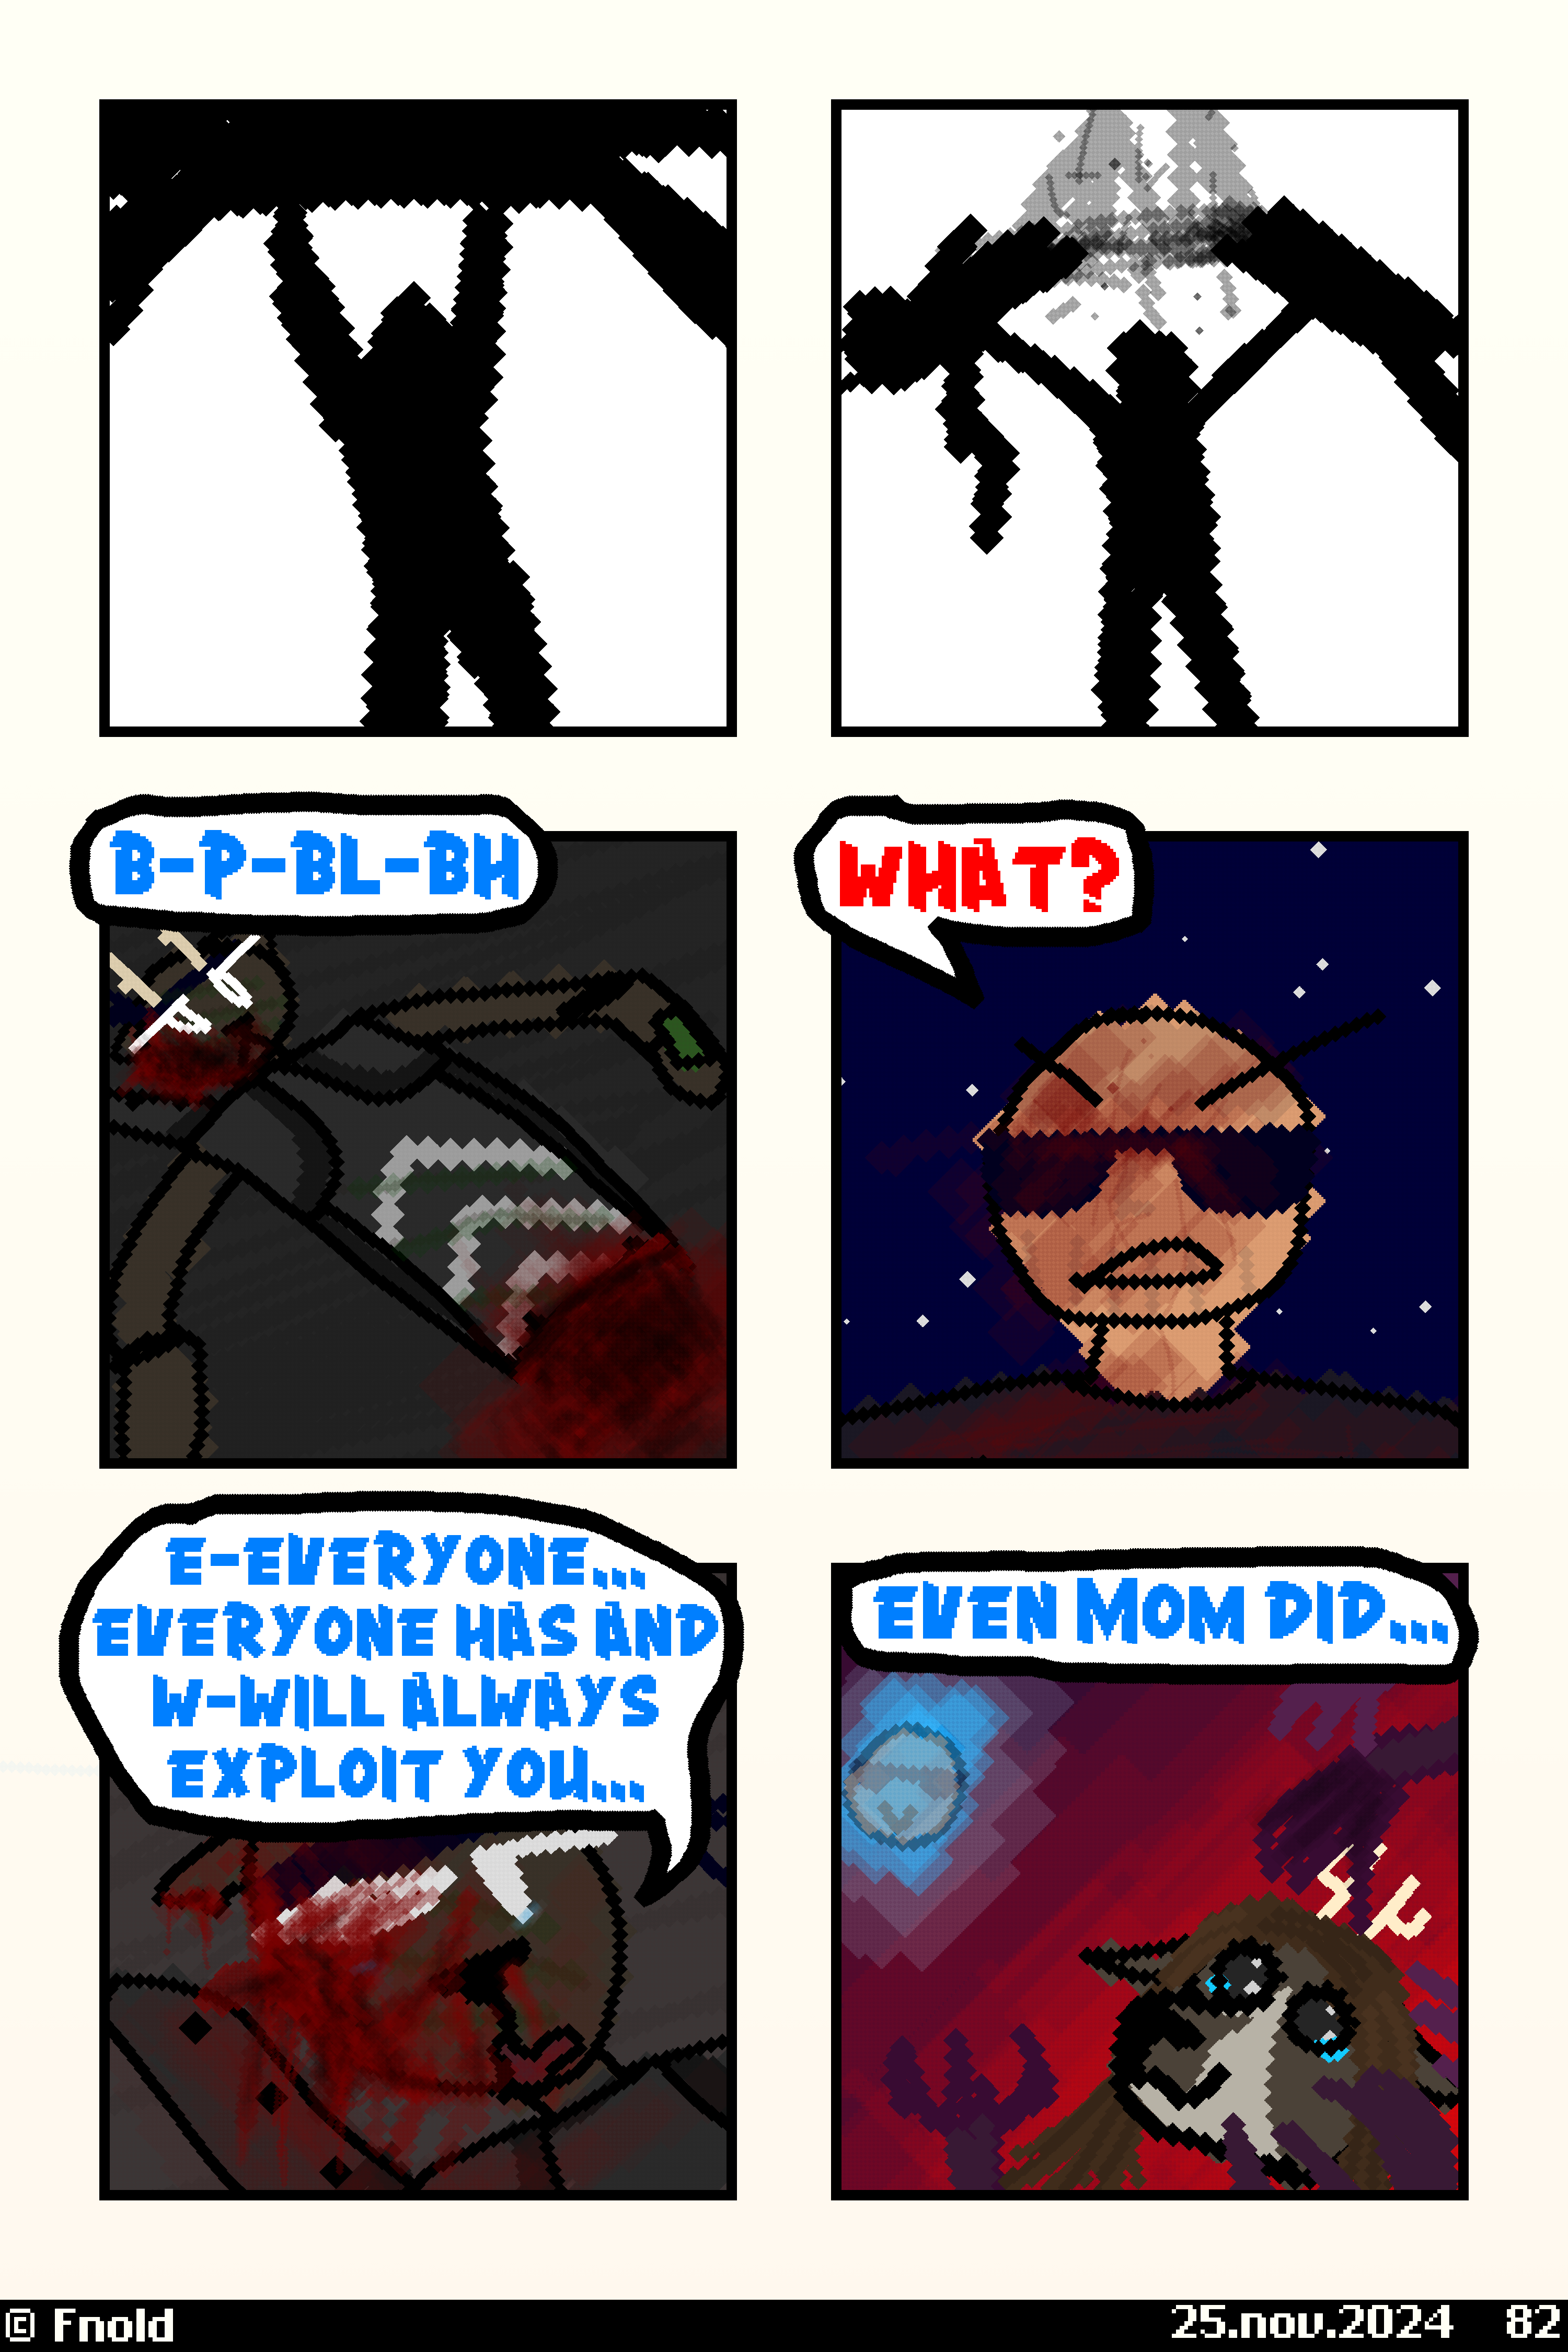 B-P-BL-BH
WHAT?
E-EVERYONE...
EVERYONE HAS AND
W-WILL ALWAYS
EXPLOIT YOU...
EVEN MOM DID...
© Fnold
25.nov.2024 82